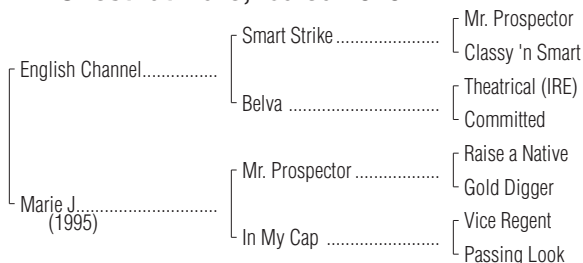 Mr. Prospector
Smart Strike ....................
Classy 'n Smart
English Channel...............
Theatrical (IRE)
Belva .............................
Committed
Raise a Native
Mr. Prospector ................
Gold Digger
Marie J............................
(1995)
Vice Regent
In My Cap ......................
Passing Look